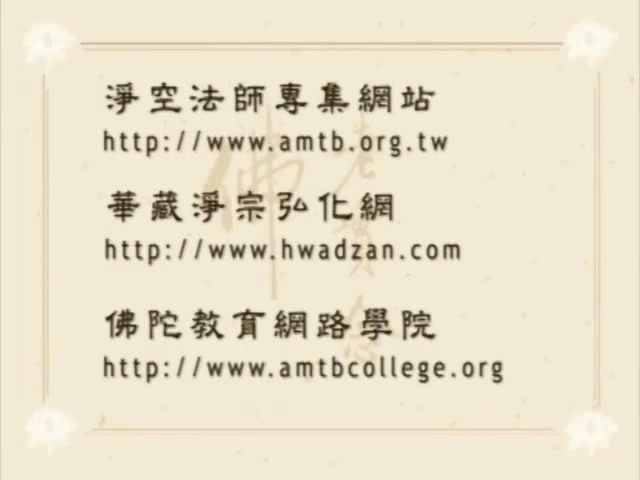 淨空法師專集網站
http://www.amtb.org.tw
華藏淨宗弘化網
http://www.hwadzan.com
佛陀教育網路學院
http://www.amtbcollege.org
佛